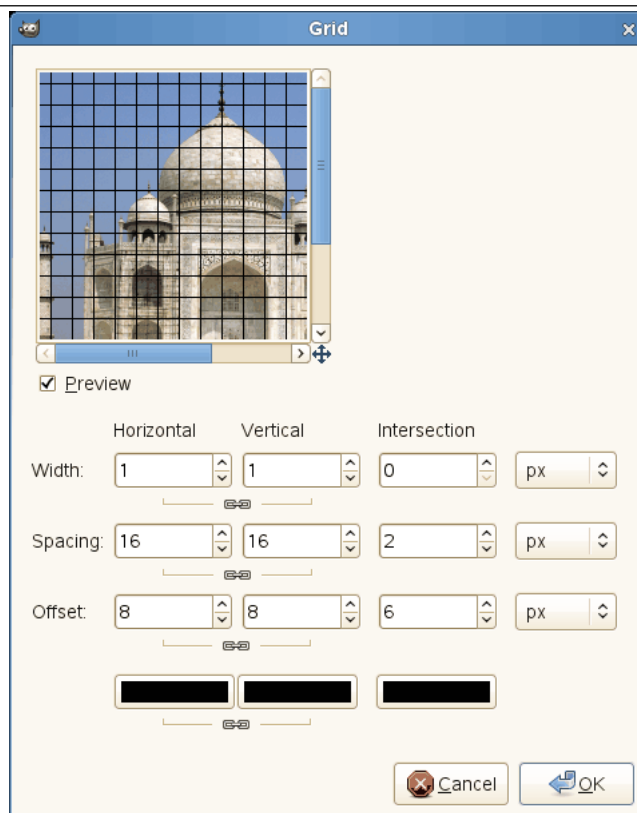 Grid
Preview
Horizontal Vertical Intersection
Width: 1 1 0 px
Spacing: 16 16 2 px
Offset: 8 8 6 px
Cancel OK